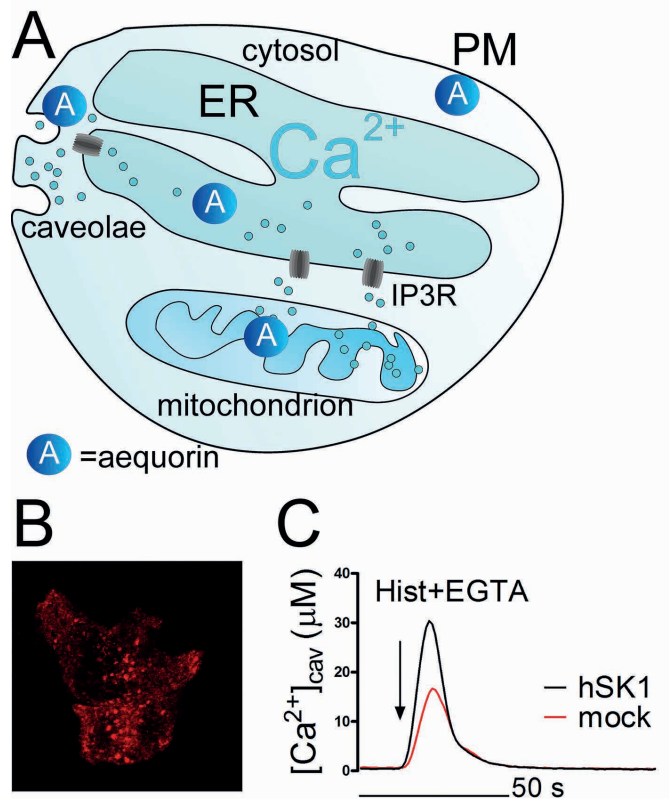 A
cytosol
PM
A
A
ER
Ca2+
A
caveolae
IP3R
A
mitochondrion
A =aequorin
B
C
[Ca2+]cav (μM)
40
30
20
10
0
Hist+EGTA
hSK1
mock
50 s